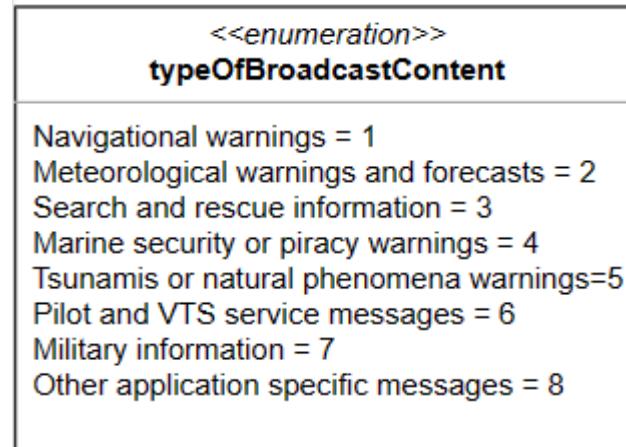 <<enumeration>>
typeOfBroadcastContent
Navigational warnings = 1
Meteorological warnings and forecasts = 2
Search and rescue information = 3
Marine security or piracy warnings = 4
Tsunamis or natural phenomena warnings=5
Pilot and VTS service messages = 6
Military information = 7
Other application specific messages = 8